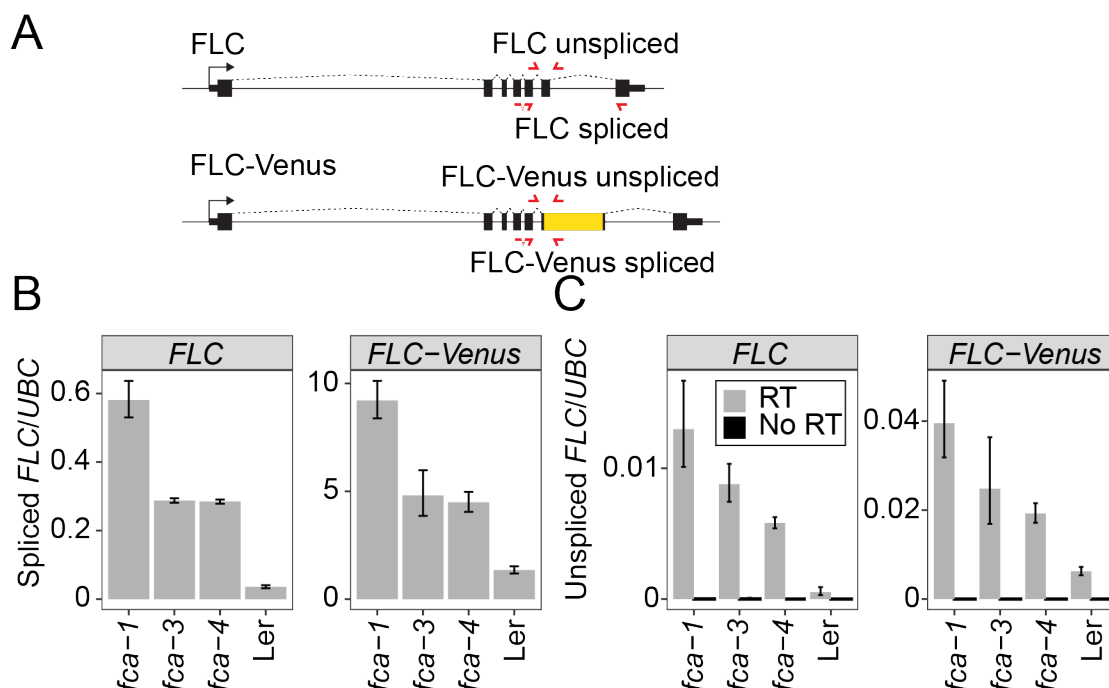 A
FLC
FLC unspliced
FLC spliced
FLC-Venus
FLC-Venus unspliced
FLC-Venus spliced
B
Spliced FLC/UBC
FLC
0.6
0.4
0.2
0
fca-1
fca-3
fca-4
Ler
FLC-Venus
10
5
0
fca-1
fca-3
fca-4
Ler
C
Unspliced FLC/UBC
FLC
RT
No RT
0.01
0
fca-1
fca-3
fca-4
Ler
FLC-Venus
0.04
0.02
0
fca-1
fca-3
fca-4
Ler